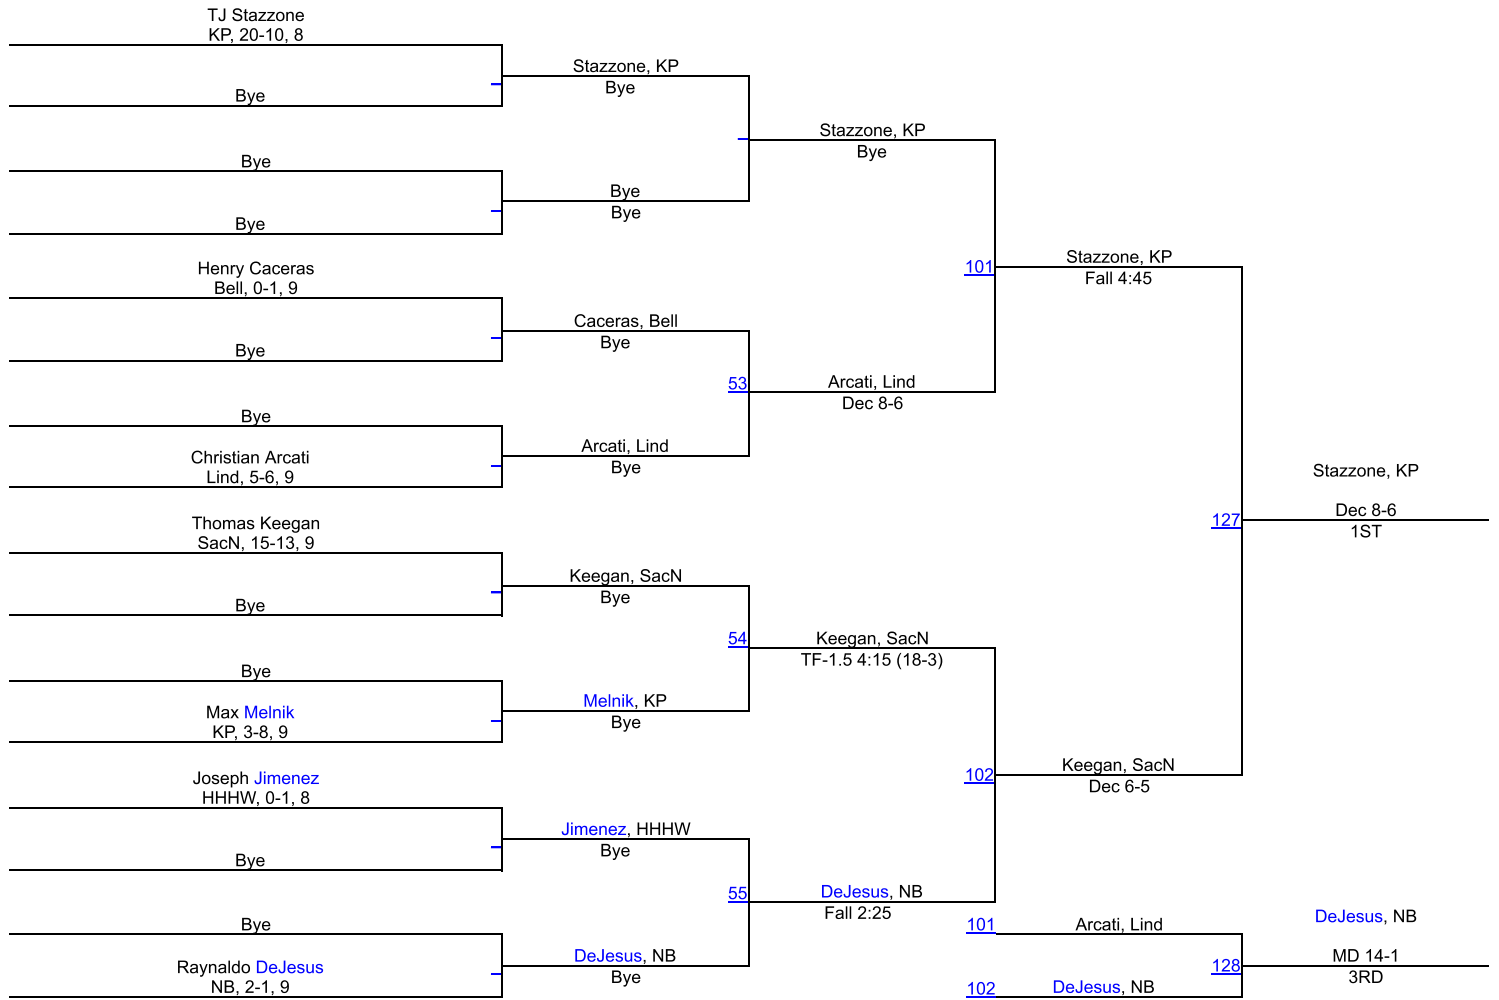 TJ Stazzone
KP, 20-10, 8
Bye
Bye
Bye
Henry Caceras
Bell, 0-1, 9
Bye
Bye
Christian Arcati
Lind, 5-6, 9
Thomas Keegan
SacN, 15-13, 9
Bye
Bye
Max Melnik
KP, 3-8, 9
Joseph Jimenez
HHHW, 0-1, 8
Bye
Bye
Raynaldo DeJesus
NB, 2-1, 9
Stazzone, KP
Bye
Bye
Bye
Caceras, Bell
Bye
53
Arcati, Lind
Bye
Keegan, SacN
Bye
54
Melnik, KP
Bye
Jimenez, HHHW
Bye
55
DeJesus, NB
Bye
Stazzone, KP
Bye
101
Arcati, Lind
Dec 8-6
Keegan, SacN
TF-1.5 4:15 (18-3)
102
DeJesus, NB
Fall 2:25
Stazzone, KP
Fall 4:45
127
Keegan, SacN
Dec 6-5
101
Arcati, Lind
128
102
DeJesus, NB
Stazzone, KP
Dec 8-6
1ST
DeJesus, NB
MD 14-1
3RD